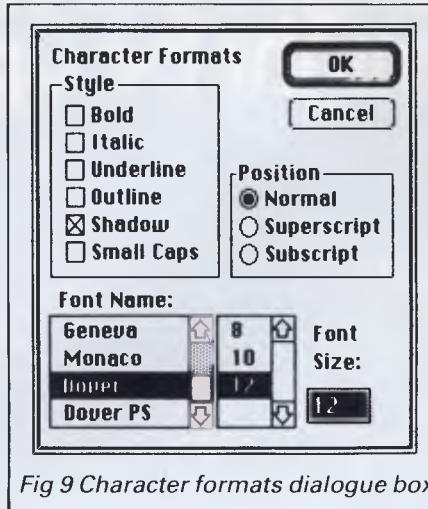 Character Formats
OK
Cancel
Style
Bold
Italic
Underline
Outline
Shadow
Small Caps
Position
Normal
Superscript
Subscript
Font Name:
Geneva
Monaco
Dover
Dover PS
8
10
12
Font
Size:
12
Fig 9 Character formats dialogue box